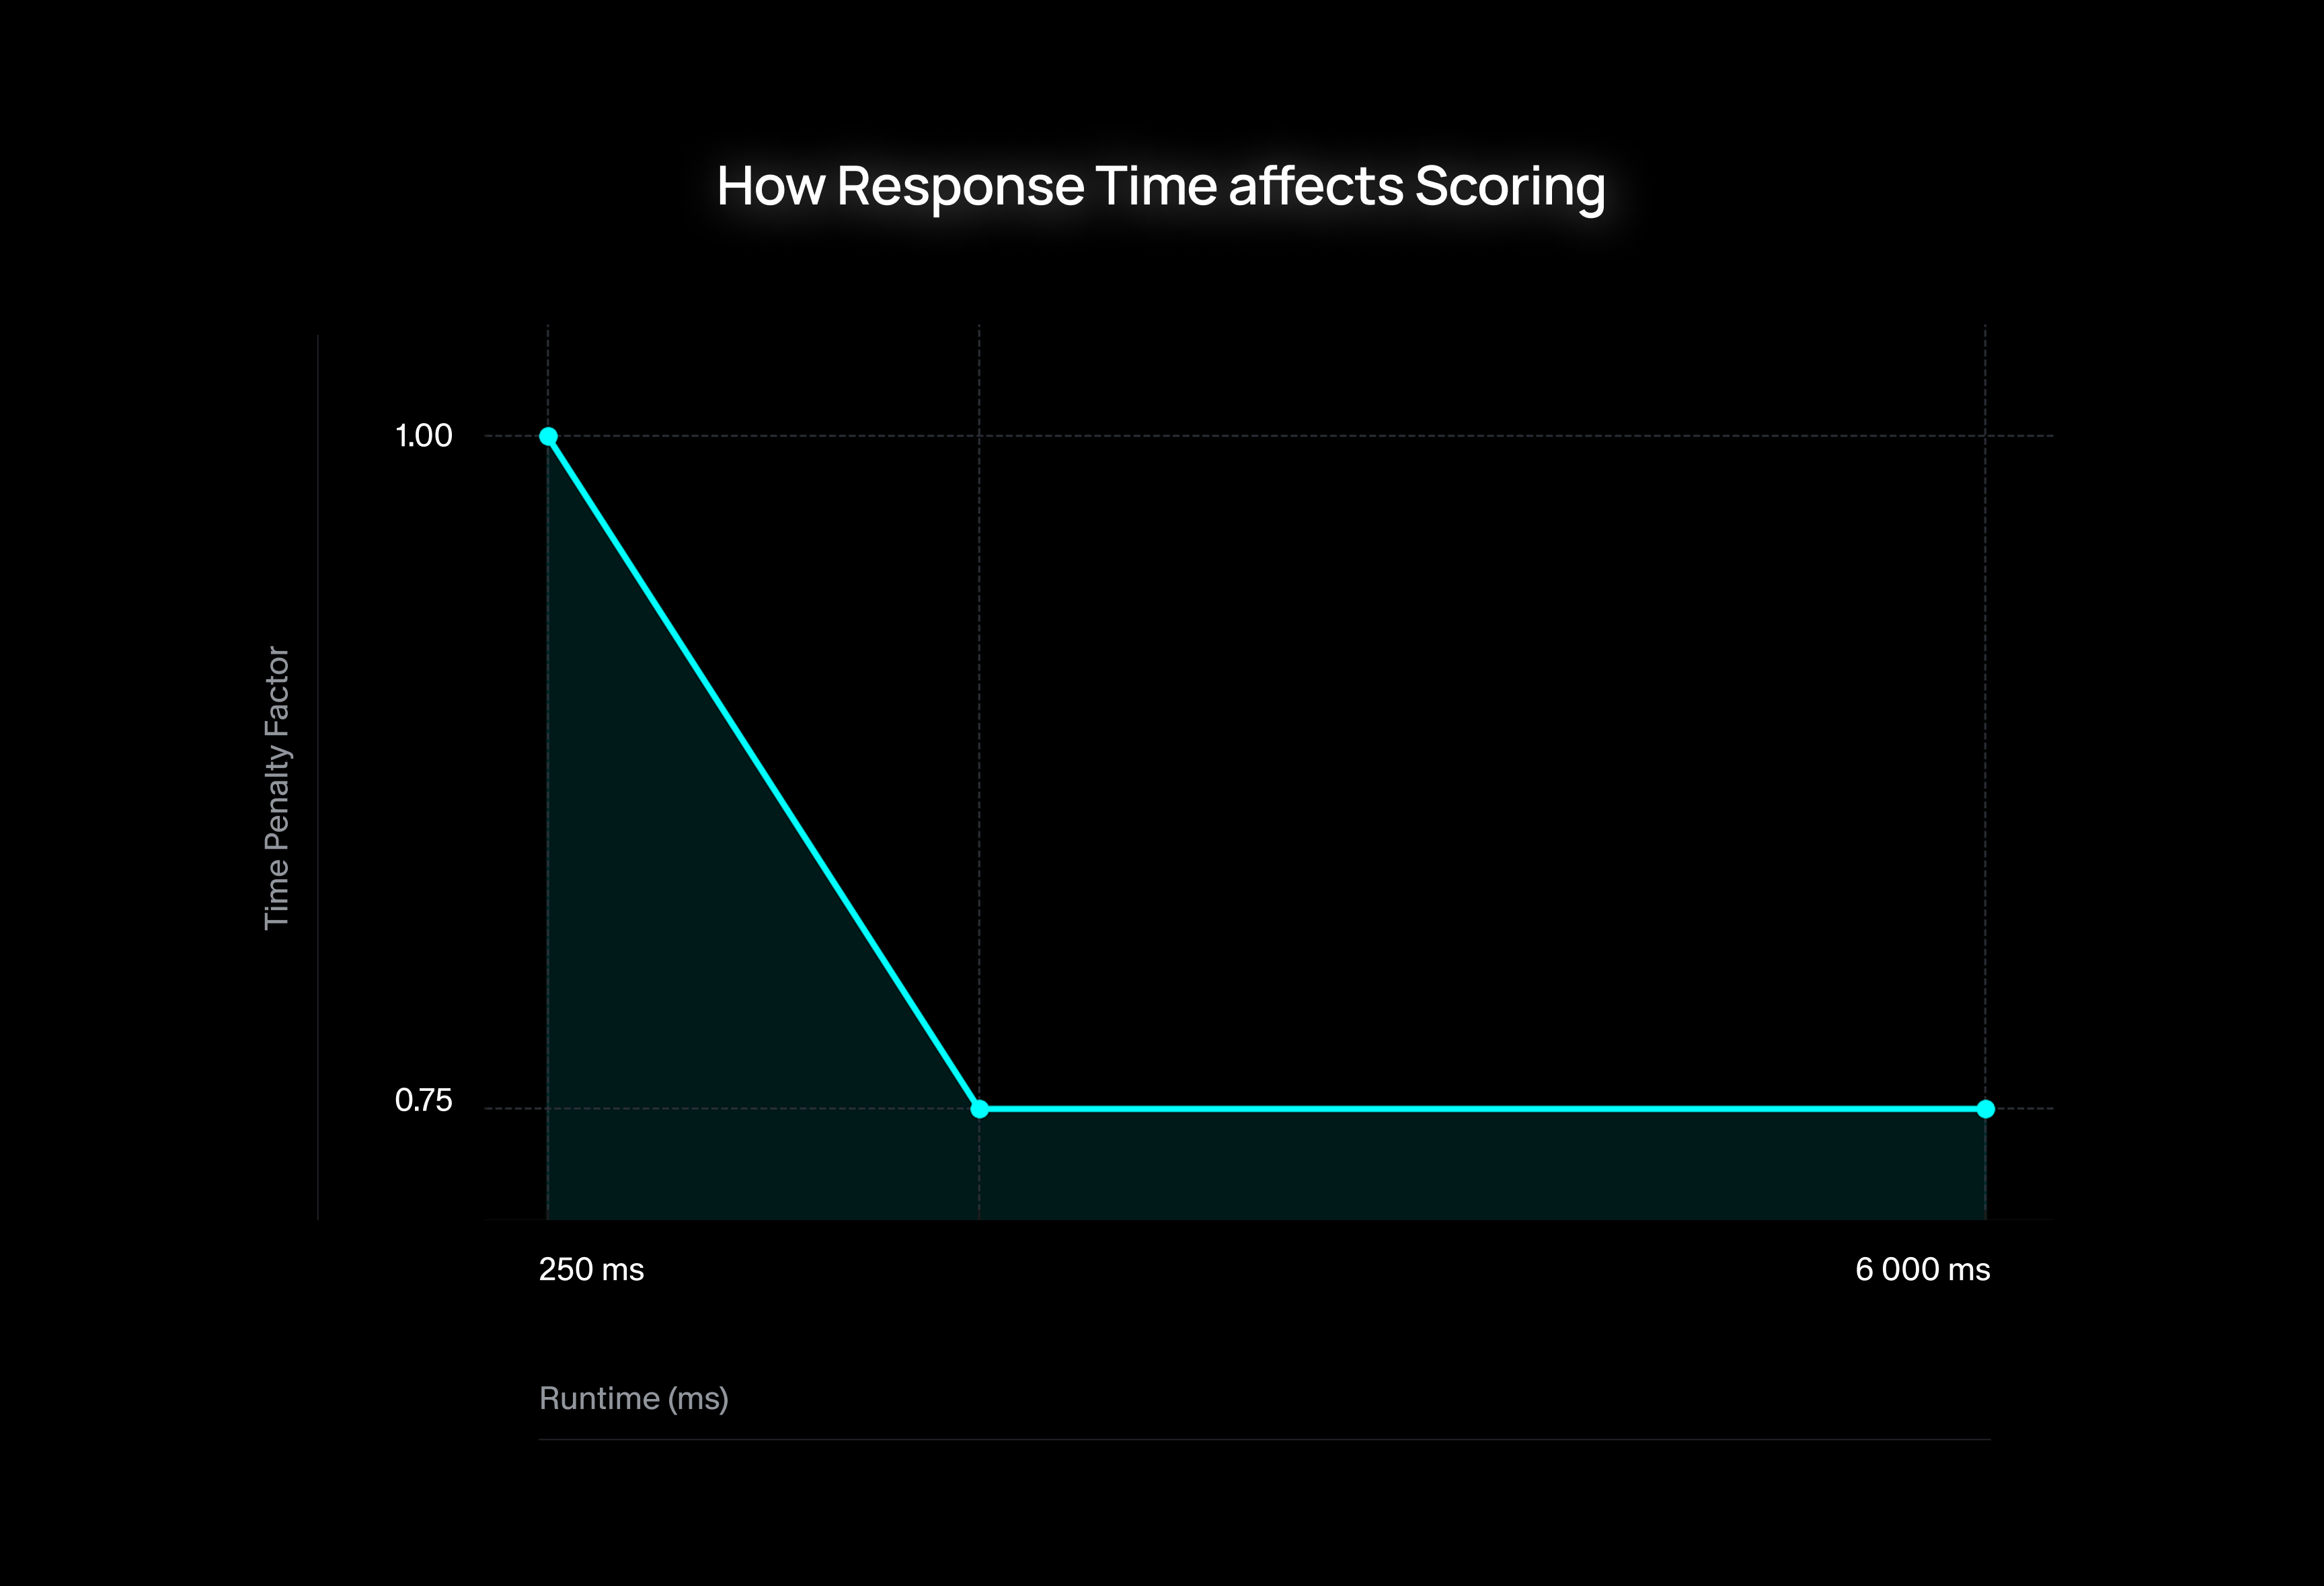 How Response Time affects Scoring
Time Penalty Factor
1.00
0.75
250 ms
6 000 ms
Runtime (ms)